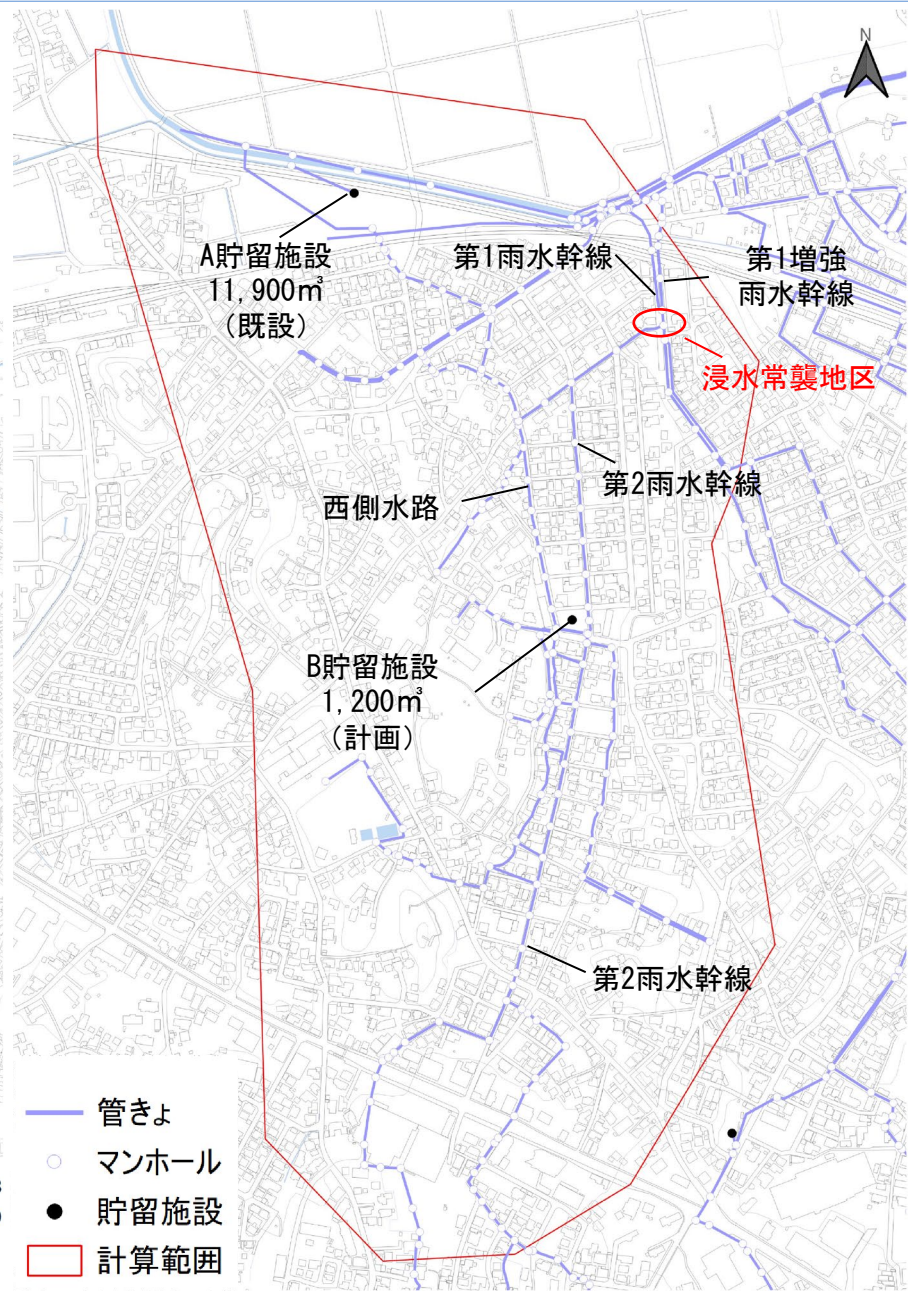 N
A貯留施設
11,900㎥
(既設)
第1雨水幹線
第1増強
雨水幹線
浸水常襲地区
第2雨水幹線
西側水路
B貯留施設
1,200㎥
(計画)
第2雨水幹線
管きょ
マンホール
貯留施設
計算範囲